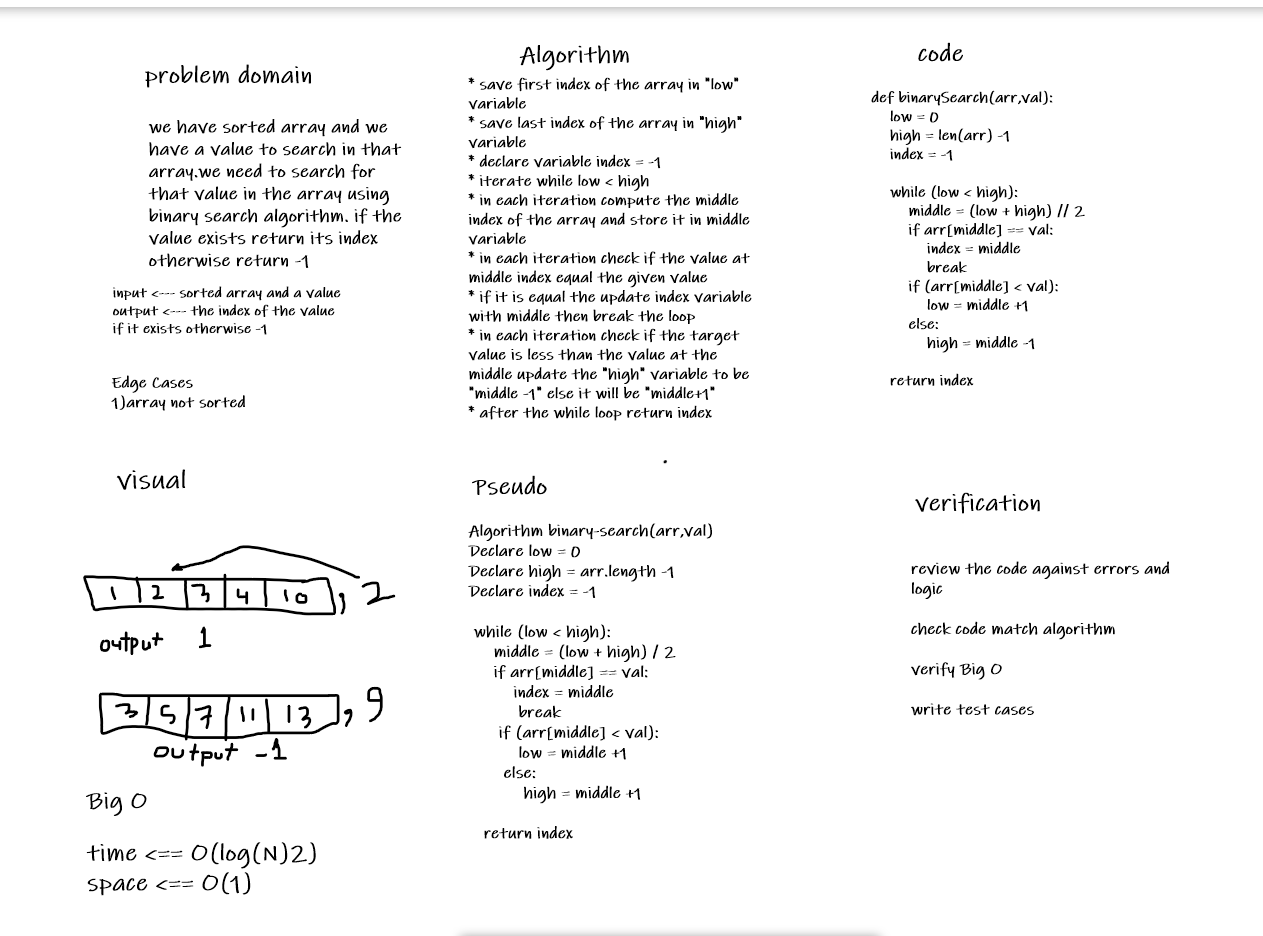 problem domain
we have sorted array and we
have a value to search in that
array.we need to search for
that value in the array using
binary search algorithm. if the
value exists return its index
otherwise return -1
input <--- sorted array and a value
output <--- the index of the value
if it exists otherwise -1
Edge Cases
1)array not sorted
Algorithm
* save first index of the array in "low"
variable
* save last index of the array in "high"
variable
* declare variable index = -1
* iterate while low < high
* in each iteration compute the middle
index of the array and store it in middle
variable
* in each iteration check if the value at
middle index equal the given value
* if it is equal the update index variable
with middle then break the loop
* in each iteration check if the target
value is less than the value at the
middle update the "high" variable to be
"middle -1" else it will be "middle+1"
* after the while loop return index
code
def binarySearch(arr,val):
low = 0
high = len(arr) -1
index = -1
while (low < high):
middle = (low + high) // 2
if arr[middle] == val:
index = middle
break
if (arr[middle] < val):
low = middle +1
else:
high = middle -1
return index
visual
1 2 3 4 10 , 2
output 1
3 5 7 11 13 , 9
output -1
Big O
time <== O(log(N)2)
space <== O(1)
Pseudo
Algorithm binary-search(arr,val)
Declare low = 0
Declare high = arr.length -1
Declare index = -1
while (low < high):
middle = (low + high) / 2
if arr[middle] == val:
index = middle
break
if (arr[middle] < val):
low = middle +1
else:
high = middle +1
return index
verification
review the code against errors and
logic
check code match algorithm
verify Big O
write test cases